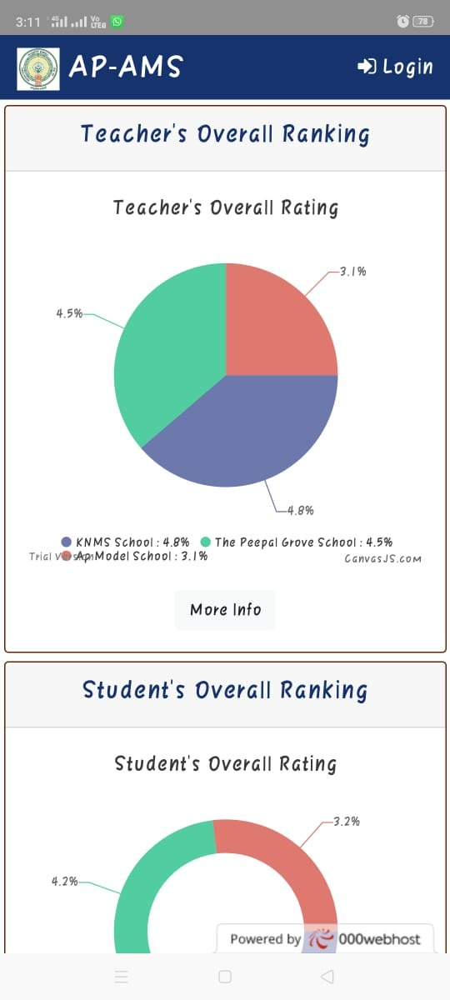 3:11 4G Vo LTE 78
AP-AMS Login
Teacher's Overall Ranking
Teacher's Overall Rating
3.1%
4.5%
4.8%
KNMS School : 4.8% The Peepal Grove School : 4.5%
Trial Version Ap Model School : 3.1% CanvasJS.com
More Info
Student's Overall Ranking
Student's Overall Rating
3.2%
4.2%
Powered by 000webhost